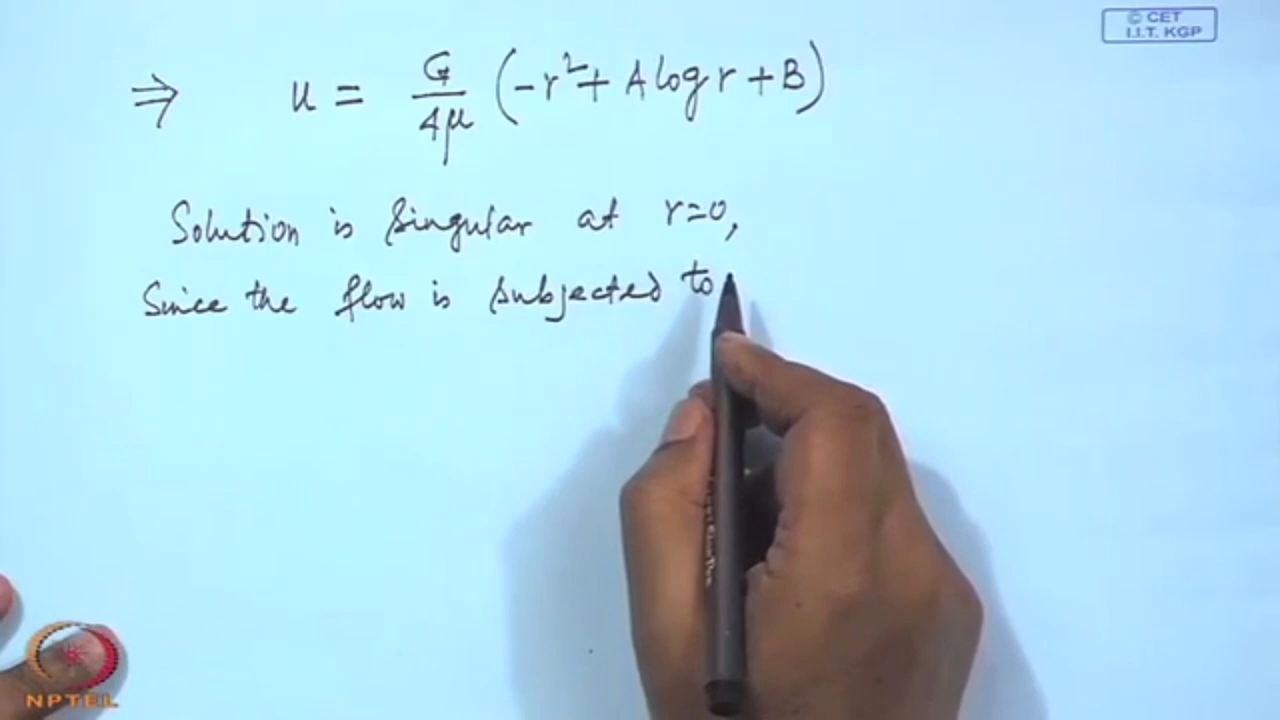 © CET
I.I.T. KGP
⇒ u = G/4μ (-r² + A log r + B)
Solution is singular at r=0,
Since the flow is subjected to
NPTEL